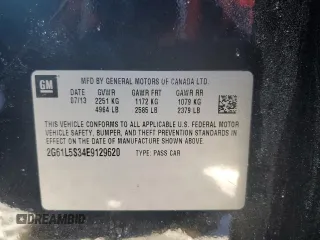 GM
MFD BY GENERAL MOTORS OF CANADA LTD.
DATE GVWR GAWR FRT GAWR RR
07/13 2251 KG 1172 KG 1079 KG
4964 LB 2585 LB 2379 LB
THIS VEHICLE CONFORMS TO ALL APPLICABLE U.S. FEDERAL MOTOR
VEHICLE SAFETY, BUMPER, AND THEFT PREVENTION STANDARDS IN
EFFECT ON THE DATE OF MANUFACTURE SHOWN ABOVE.
2G61L5S34E9129620 TYPE: PASS CAR